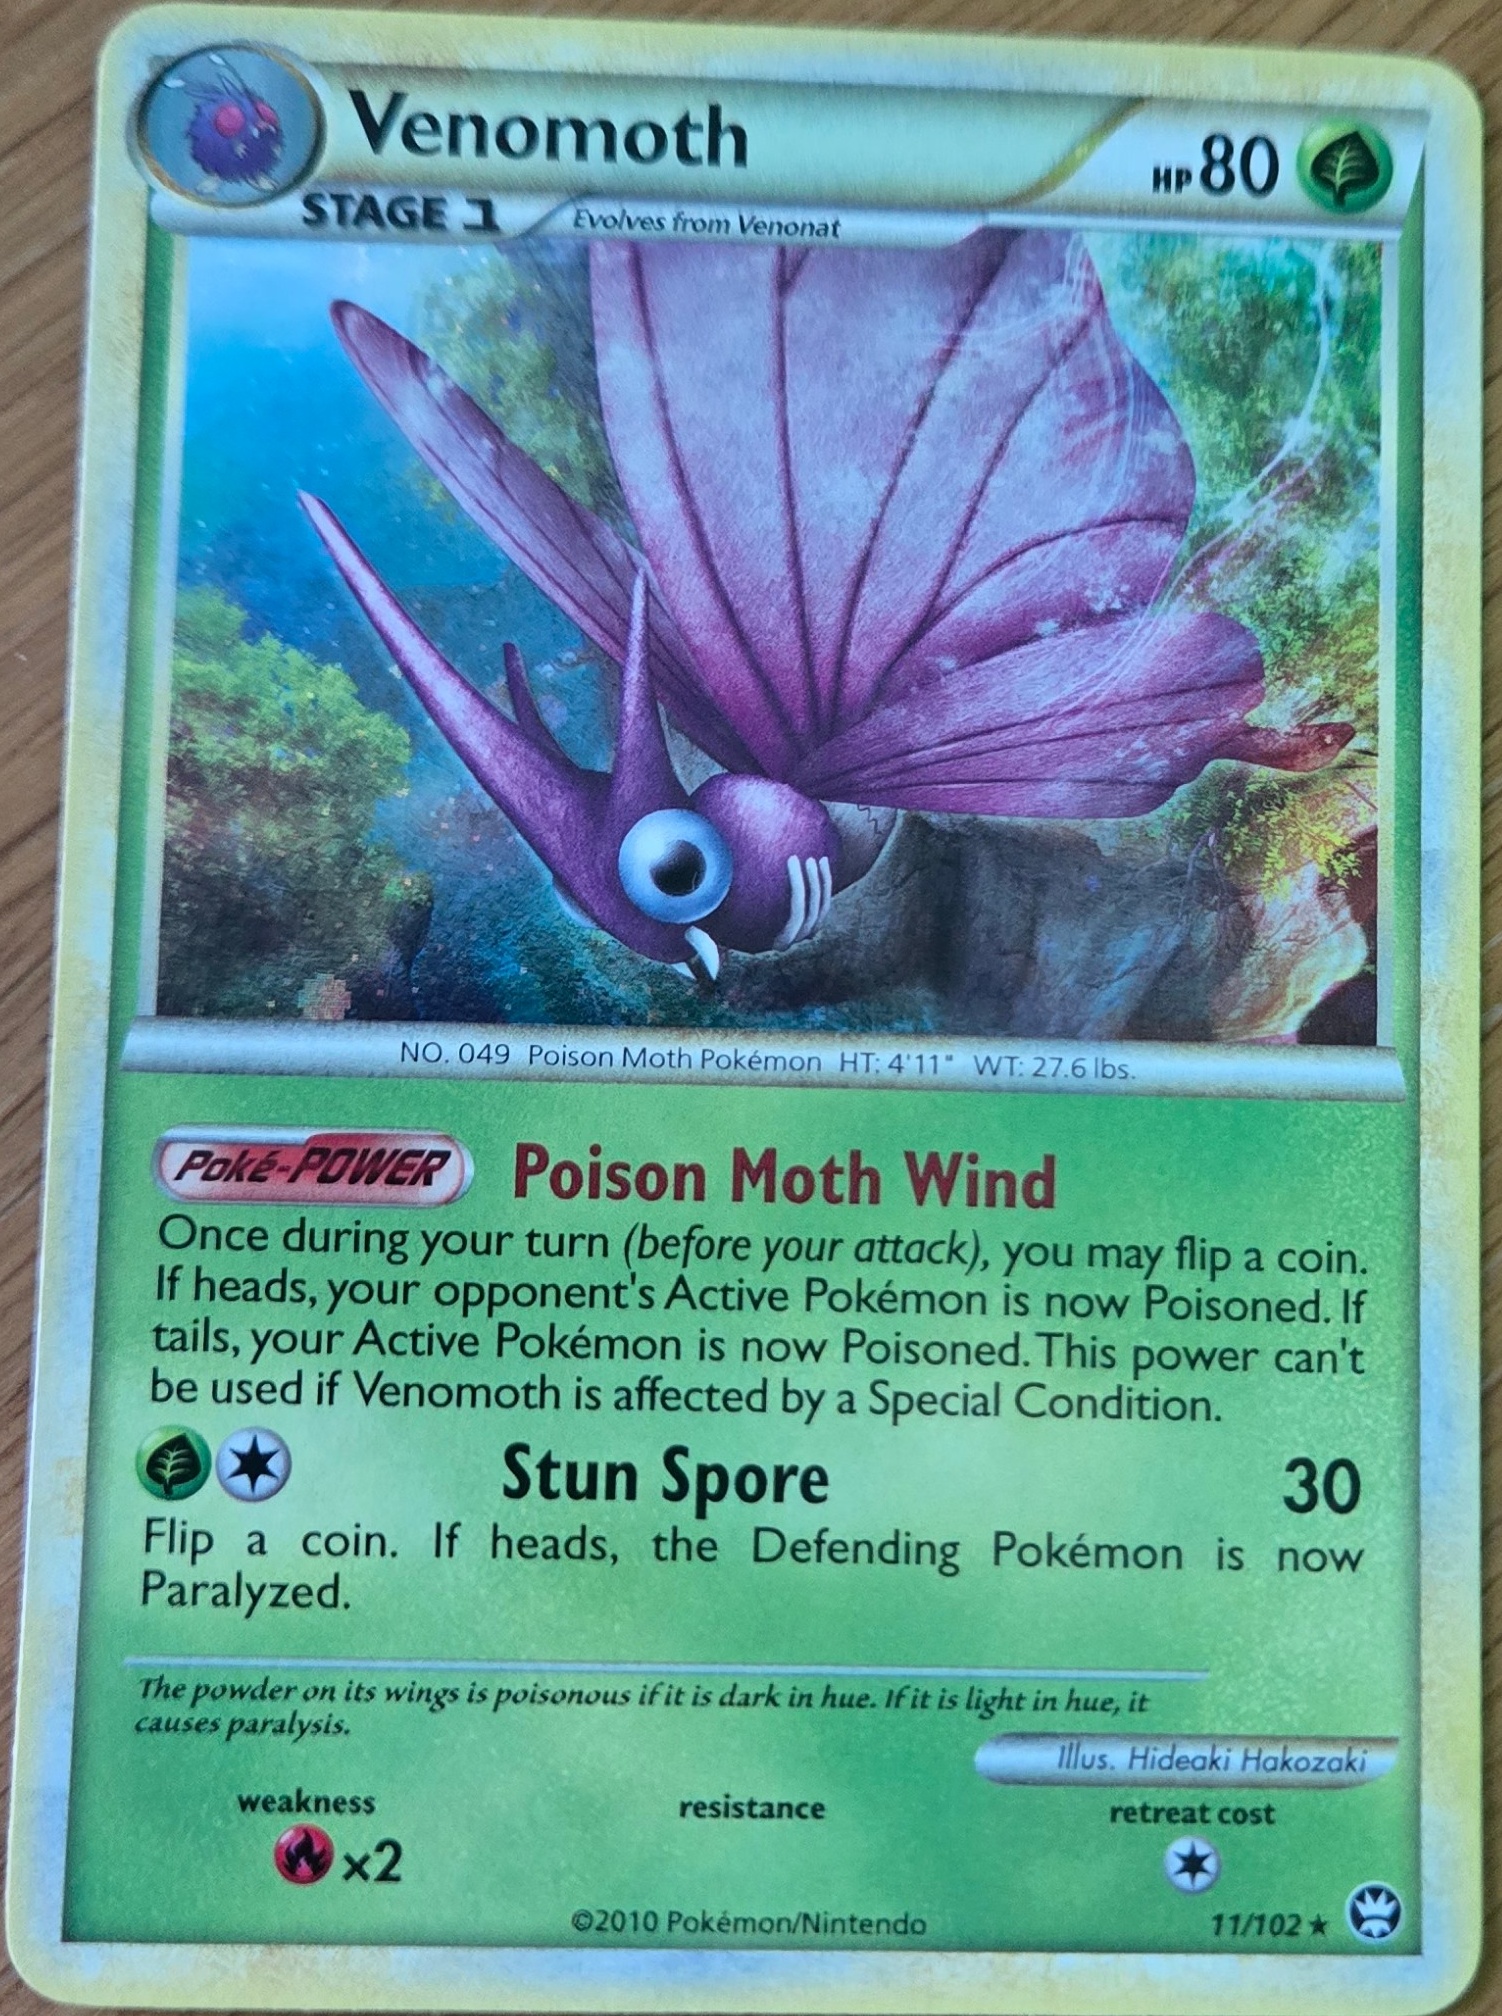 Venomoth
HP 80
STAGE 1
Evolves from Venonat
NO. 049 Poison Moth Pokémon HT: 4'11" WT: 27.6 lbs.
Poké-POWER Poison Moth Wind
Once during your turn (before your attack), you may flip a coin.
If heads, your opponent's Active Pokémon is now Poisoned. If
tails, your Active Pokémon is now Poisoned. This power can't
be used if Venomoth is affected by a Special Condition.
Stun Spore 30
Flip a coin. If heads, the Defending Pokémon is now
Paralyzed.
The powder on its wings is poisonous if it is dark in hue. If it is light in hue, it
causes paralysis.
Illus. Hideaki Hakozaki
weakness resistance retreat cost
x2
©2010 Pokémon/Nintendo 11/102 ★